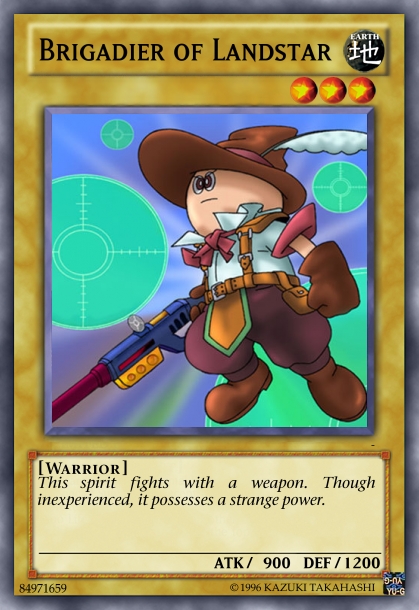 BRIGADIER OF LANDSTAR
EARTH
地
[WARRIOR]
This spirit fights with a weapon. Though
inexperienced, it possesses a strange power.
ATK/ 900 DEF/1200
84971659
©1996 KAZUKI TAKAHASHI